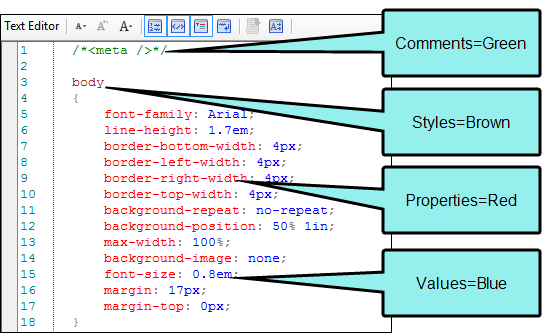 Text Editor
1 /*<meta />*/
2
3 body
4 {
5 font-family: Arial;
6 line-height: 1.7em;
7 border-bottom-width: 4px;
8 border-left-width: 4px;
9 border-right-width: 4px;
10 border-top-width: 4px;
11 background-repeat: no-repeat;
12 background-position: 50% 1in;
13 max-width: 100%;
14 background-image: none;
15 font-size: 0.8em;
16 margin: 17px;
17 margin-top: 0px;
18 }
Comments=Green
Styles=Brown
Properties=Red
Values=Blue